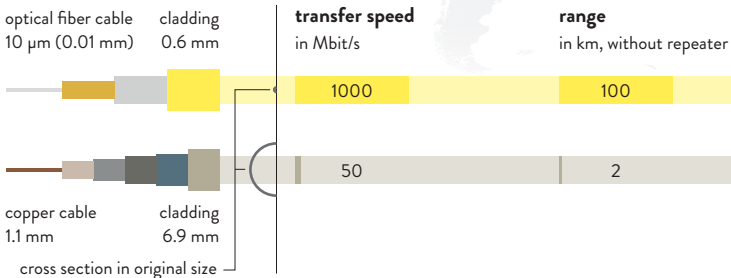 optical fiber cable
10 µm (0.01 mm)
cladding
0.6 mm
transfer speed
in Mbit/s
range
in km, without repeater
1000
100
50
2
copper cable
1.1 mm
cladding
6.9 mm
cross section in original size